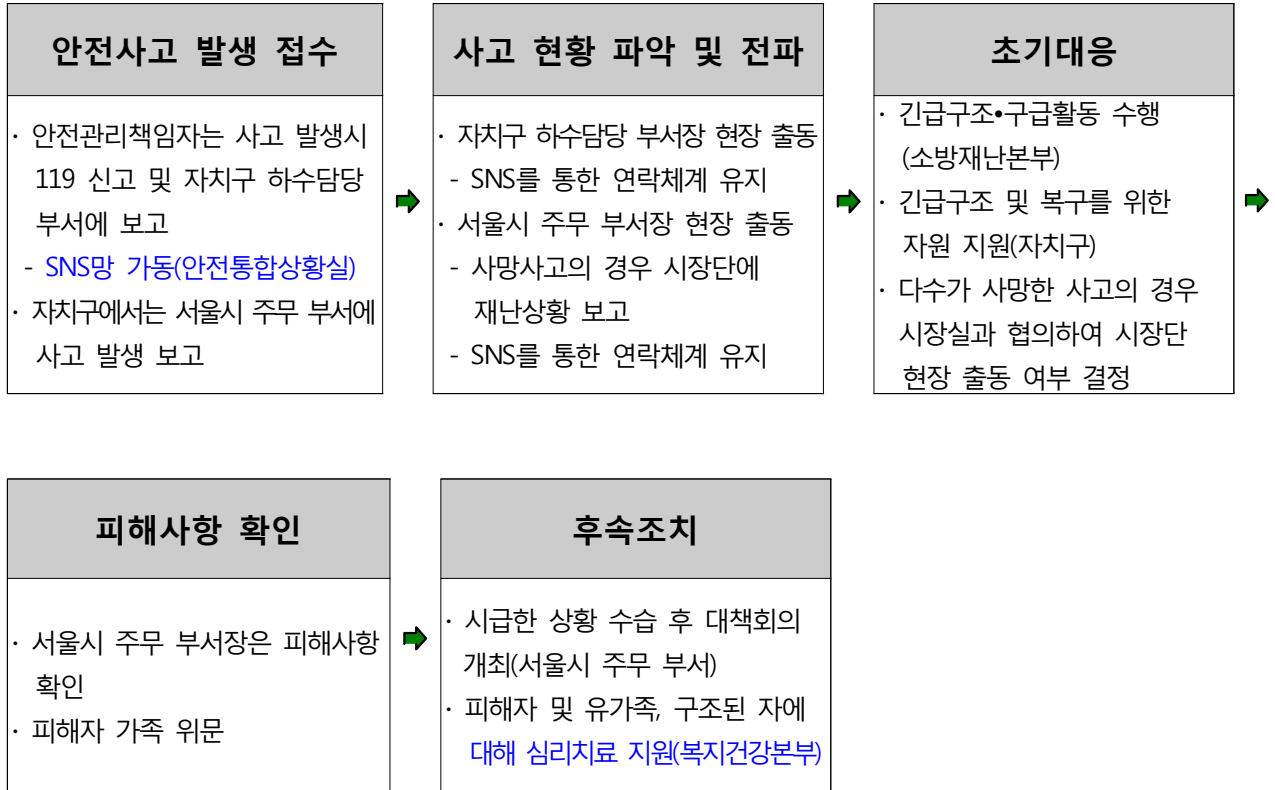 안전사고 발생 접수
· 안전관리책임자는 사고 발생시
119 신고 및 자치구 하수담당
부서에 보고
- SNS망 가동(안전통합상황실)
· 자치구에서는 서울시 주무 부서에
사고 발생 보고
사고 현황 파악 및 전파
· 자치구 하수담당 부서장 현장 출동
- SNS를 통한 연락체계 유지
· 서울시 주무 부서장 현장 출동
- 사망사고의 경우 시장단에
재난상황 보고
- SNS를 통한 연락체계 유지
초기대응
· 긴급구조•구급활동 수행
(소방재난본부)
· 긴급구조 및 복구를 위한
자원 지원(자치구)
· 다수가 사망한 사고의 경우
시장실과 협의하여 시장단
현장 출동 여부 결정
피해사항 확인
· 서울시 주무 부서장은 피해사항
확인
· 피해자 가족 위문
후속조치
· 시급한 상황 수습 후 대책회의
개최(서울시 주무 부서)
· 피해자 및 유가족, 구조된 자에
대해 심리치료 지원(복지건강본부)